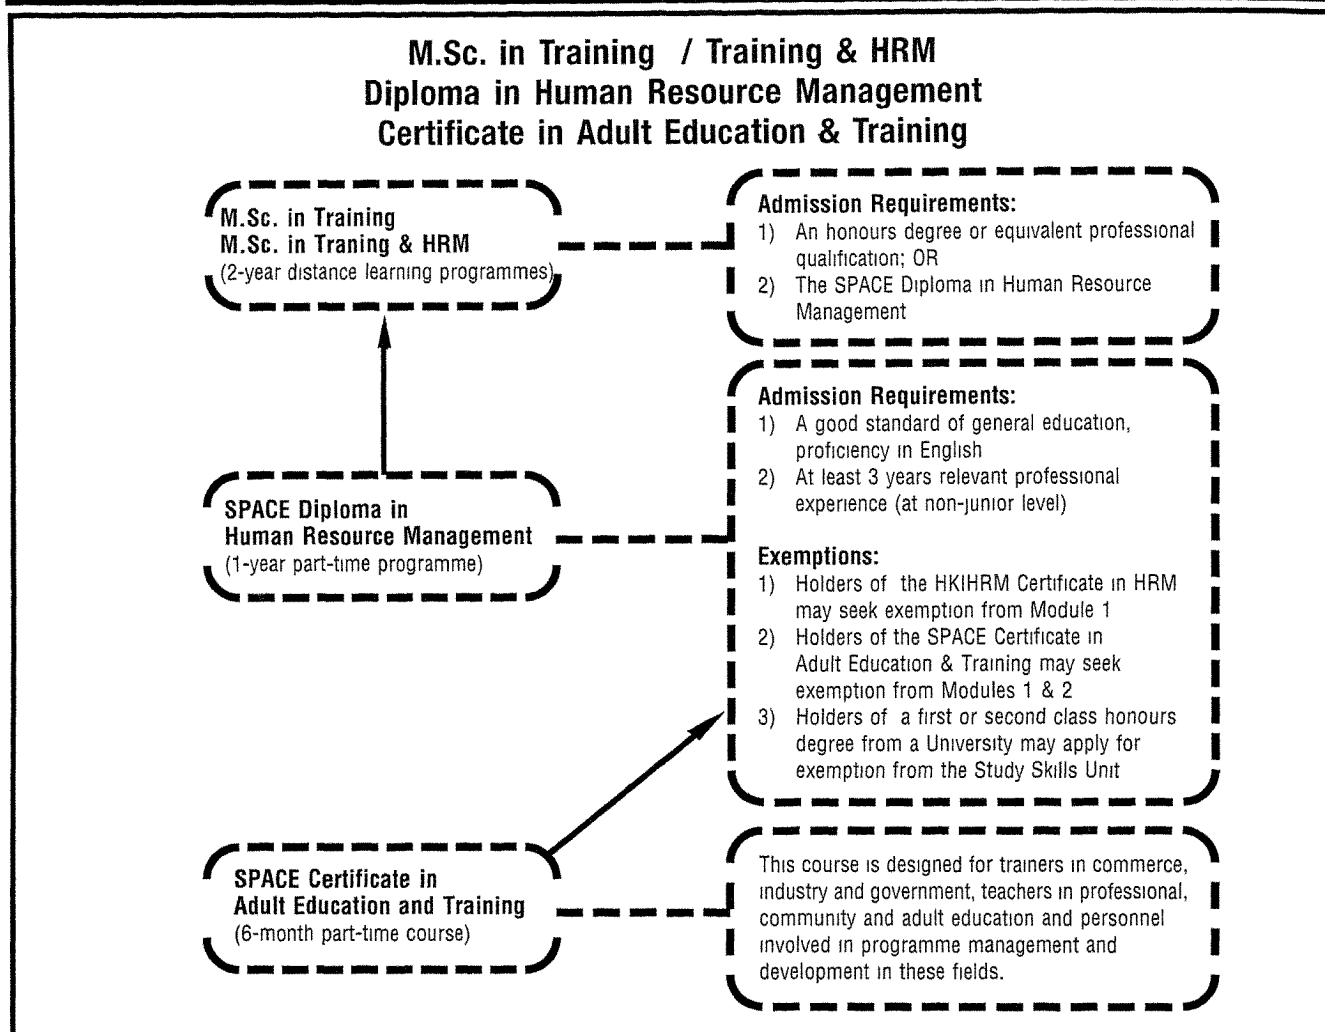 M.Sc. in Training / Training & HRM
Diploma in Human Resource Management
Certificate in Adult Education & Training
M.Sc. in Training
M.Sc. in Traning & HRM
(2-year distance learning programmes)
Admission Requirements:
1) An honours degree or equivalent professional
qualification; OR
2) The SPACE Diploma in Human Resource
Management
SPACE Diploma in
Human Resource Management
(1-year part-time programme)
Admission Requirements:
1) A good standard of general education,
proficiency in English
2) At least 3 years relevant professional
experience (at non-junior level)
Exemptions:
1) Holders of the HKIHRM Certificate in HRM
may seek exemption from Module 1
2) Holders of the SPACE Certificate in
Adult Education & Training may seek
exemption from Modules 1 & 2
3) Holders of a first or second class honours
degree from a University may apply for
exemption from the Study Skills Unit
SPACE Certificate in
Adult Education and Training
(6-month part-time course)
This course is designed for trainers in commerce,
industry and government, teachers in professional,
community and adult education and personnel
involved in programme management and
development in these fields.